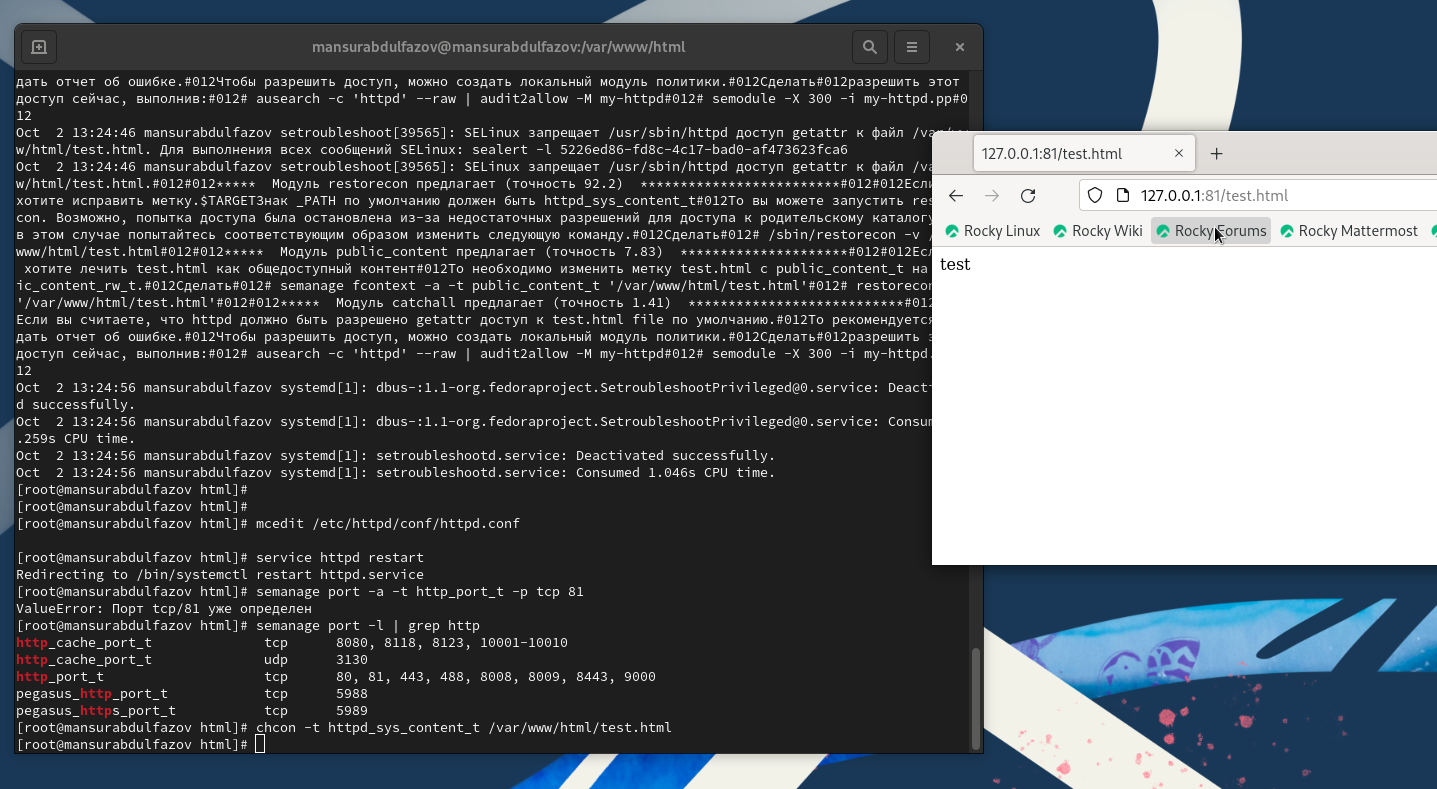 mansurabdulfazov@mansurabdulfazov:/var/www/html
дать отчет об ошибке.#012Чтобы разрешить доступ, можно создать локальный модуль политики.#012Сделать#012разрешить этот
доступ сейчас, выполнив:#012# ausearch -c 'httpd' --raw | audit2allow -M my-httpd#012# semodule -X 300 -i my-httpd.pp#0
12
Oct  2 13:24:46 mansurabdulfazov setroubleshoot[39565]: SELinux запрещает /usr/sbin/httpd доступ getattr к файл /var/ww
w/html/test.html. Для выполнения всех сообщений SELinux: sealert -l 5226ed86-fd8c-4c17-bad0-af473623fca6
Oct  2 13:24:46 mansurabdulfazov setroubleshoot[39565]: SELinux запрещает /usr/sbin/httpd доступ getattr к файл /va
w/html/test.html.#012#012*****  Модуль restorecon предлагает (точность 92.2)  *************************#012#012Если
хотите исправить метку.$TARGETЗнак _PATH по умолчанию должен быть httpd_sys_content_t#012То вы можете запустить res
con. Возможно, попытка доступа была остановлена из-за недостаточных разрешений для доступа к родительскому каталогу
в этом случае попытайтесь соответствующим образом изменить следующую команду.#012Сделать#012# /sbin/restorecon -v /
www/html/test.html#012#012*****  Модуль public_content предлагает (точность 7.83)  ******************#012#012Есл
 хотите лечить test.html как общедоступный контент#012То необходимо изменить метку test.html с public_content_t на
ic_content_rw_t.#012Сделать#012# semanage fcontext -a -t public_content_t '/var/www/html/test.html'#012# restorecon
'/var/www/html/test.html'#012#012*****  Модуль catchall предлагает (точность 1.41)  **************************#012
Если вы считаете, что httpd должно быть разрешено getattr доступ к test.html file по умолчанию.#012То рекомендуется
дать отчет об ошибке.#012Чтобы разрешить доступ, можно создать локальный модуль политики.#012Сделать#012разрешить э
доступ сейчас, выполнив:#012# ausearch -c 'httpd' --raw | audit2allow -M my-httpd#012# semodule -X 300 -i my-httpd.
12
Oct  2 13:24:56 mansurabdulfazov systemd[1]: dbus-:1.1-org.fedoraproject.SetroubleshootPrivileged@0.service: Deact
d successfully.
Oct  2 13:24:56 mansurabdulfazov systemd[1]: dbus-:1.1-org.fedoraproject.SetroubleshootPrivileged@0.service: Consum
.259s CPU time.
Oct  2 13:24:56 mansurabdulfazov systemd[1]: setroubleshootd.service: Deactivated successfully.
Oct  2 13:24:56 mansurabdulfazov systemd[1]: setroubleshootd.service: Consumed 1.046s CPU time.
[root@mansurabdulfazov html]#
[root@mansurabdulfazov html]#
[root@mansurabdulfazov html]# mcedit /etc/httpd/conf/httpd.conf
[root@mansurabdulfazov html]# service httpd restart
Redirecting to /bin/systemctl restart httpd.service
[root@mansurabdulfazov html]# semanage port -a -t http_port_t -p tcp 81
ValueError: Порт tcp/81 уже определен
[root@mansurabdulfazov html]# semanage port -l | grep http
http_cache_port_t              tcp      8080, 8118, 8123, 10001-10010
http_cache_port_t              udp      3130
http_port_t                    tcp      80, 81, 443, 488, 8008, 8009, 8443, 9000
pegasus_http_port_t            tcp      5988
pegasus_https_port_t           tcp      5989
[root@mansurabdulfazov html]# chcon -t httpd_sys_content_t /var/www/html/test.html
[root@mansurabdulfazov html]#
127.0.0.1:81/test.html
127.0.0.1:81/test.html
Rocky Linux Rocky Wiki Rocky Forums Rocky Mattermost
test